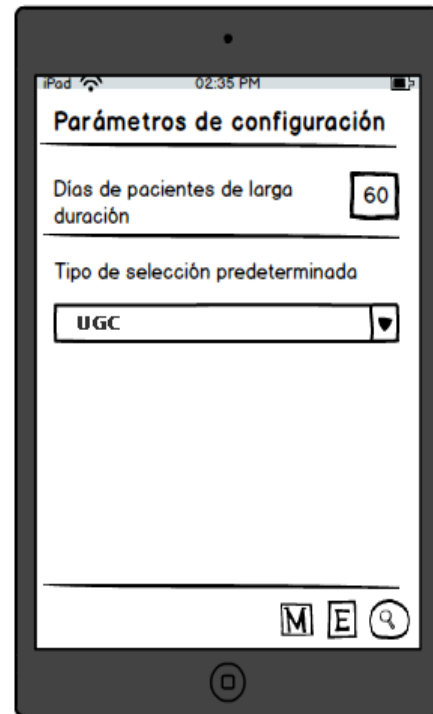 iPad 02:35 PM
Parámetros de configuración
Días de pacientes de larga 60
duración
Tipo de selección predeterminada
UGC
M E